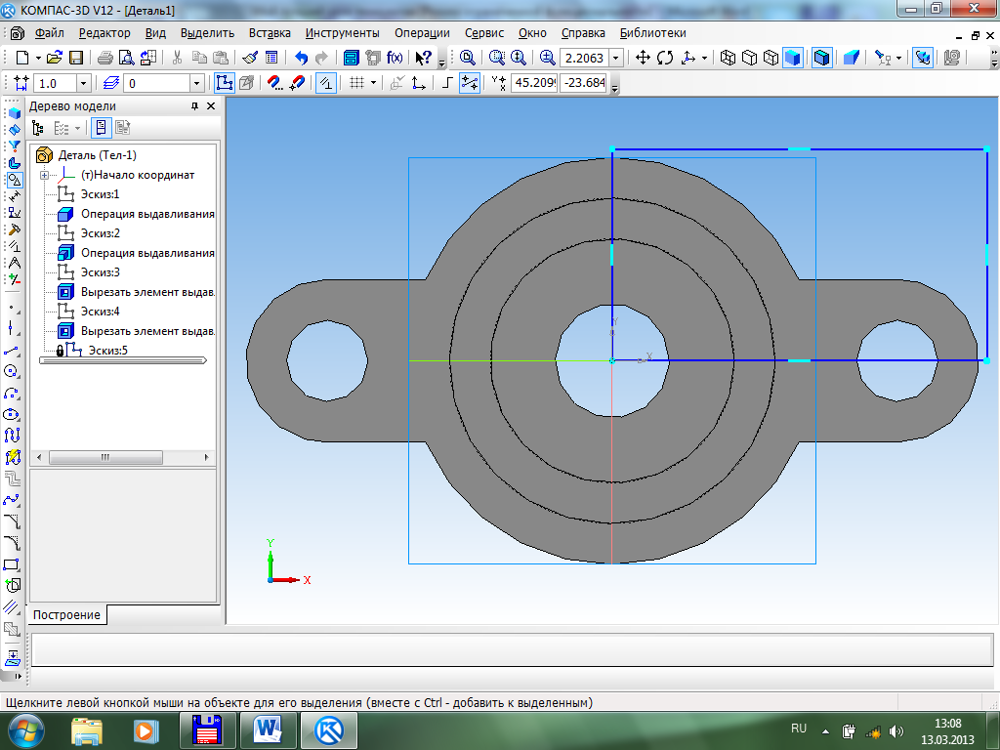 КОМПАС-3D V12 - [Деталь1]
Файл Редактор Вид Выделить Вставка Инструменты Операции Сервис Окно Справка Библиотеки
f(x) 2.2063
1.0 0 45.209 -23.684
Дерево модели
Деталь (Тел-1)
(т)Начало координат
Эскиз:1
Операция выдавливания
Эскиз:2
Операция выдавливания
Эскиз:3
Вырезать элемент выдав
Эскиз:4
Вырезать элемент выдав
Эскиз:5
Y
X
Y
X
Построение
Щелкните левой кнопкой мыши на объекте для его выделения (вместе с Ctrl - добавить к выделенным)
RU
13:08
13.03.2013